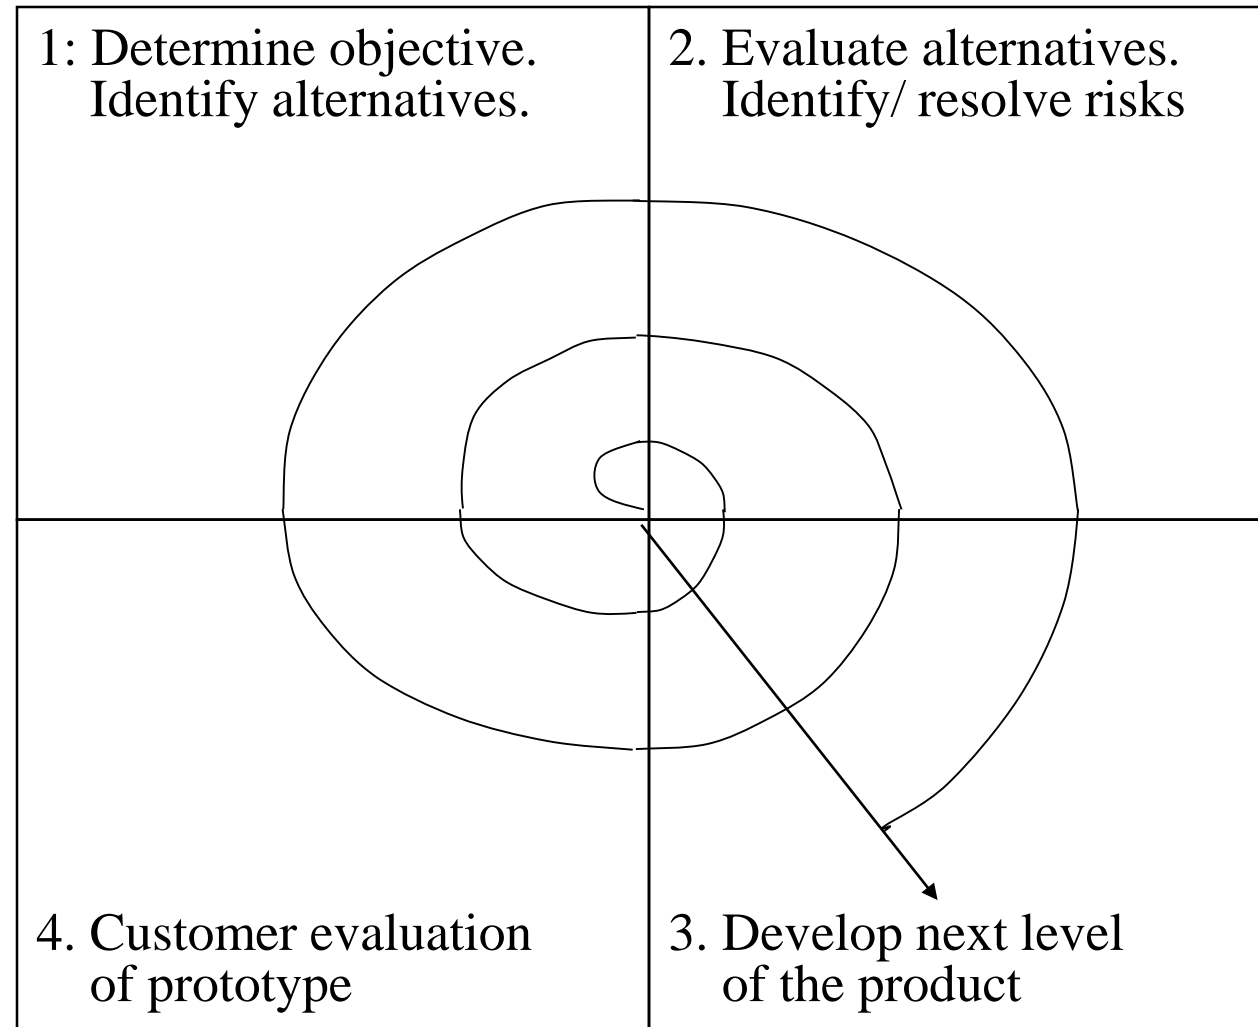 1: Determine objective.
Identify alternatives.
2. Evaluate alternatives.
Identify/ resolve risks
4. Customer evaluation
of prototype
3. Develop next level
of the product